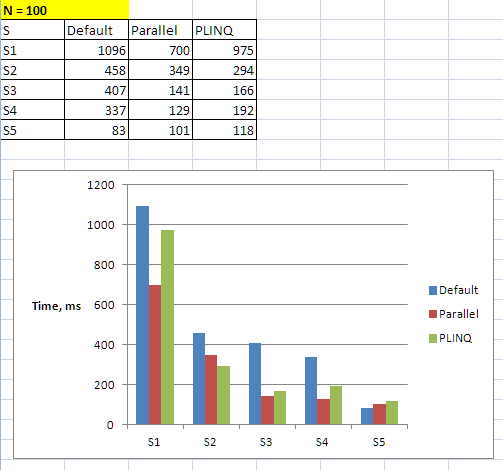 N = 100
S Default Parallel PLINQ
S1 1096 700 975
S2 458 349 294
S3 407 141 166
S4 337 129 192
S5 83 101 118
1200
1000
800
Time, ms 600
400
200
0
S1 S2 S3 S4 S5
Default
Parallel
PLINQ